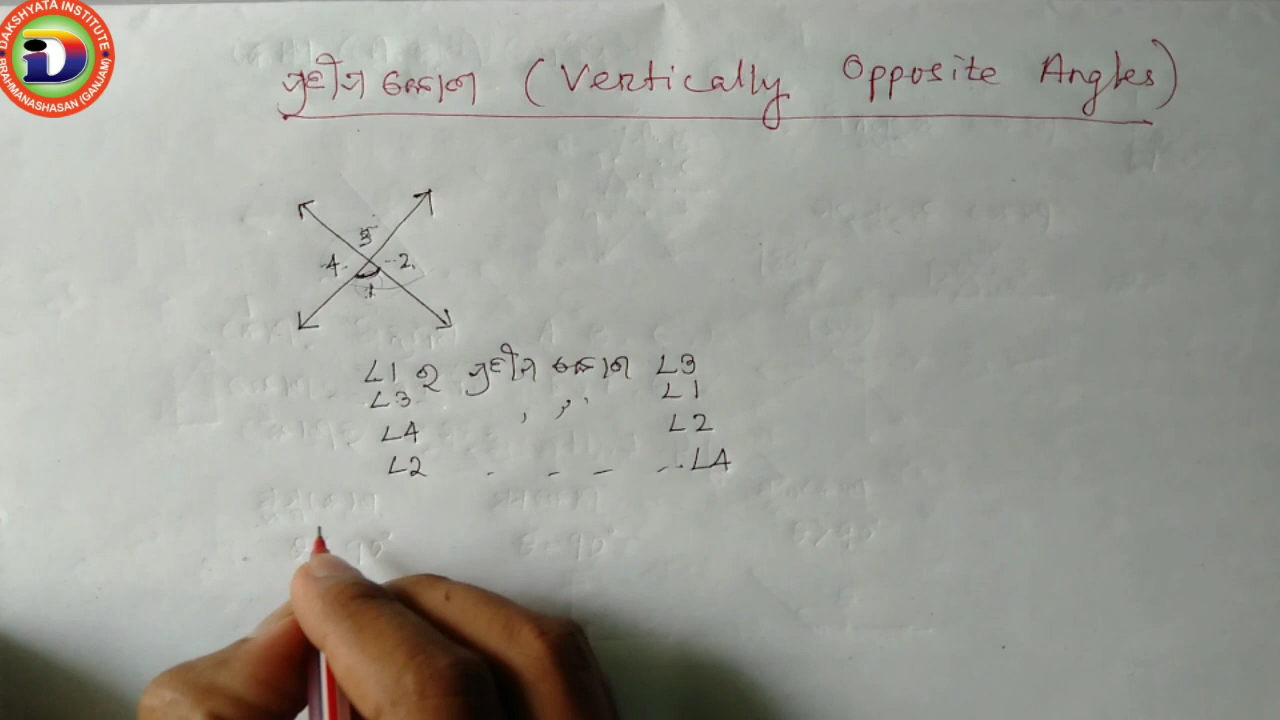 DAKSHYATA INSTITUTE
iD
BRAHMANASHASAN (GANJAM)
ପ୍ରତୀପ କୋଣ (Vertically Opposite Angles)
3
4 2
1
∠1 ର ପ୍ରତୀପ କୋଣ ∠3
∠3 , , , ∠1
∠4 ∠2
∠2 - - - - ∠4